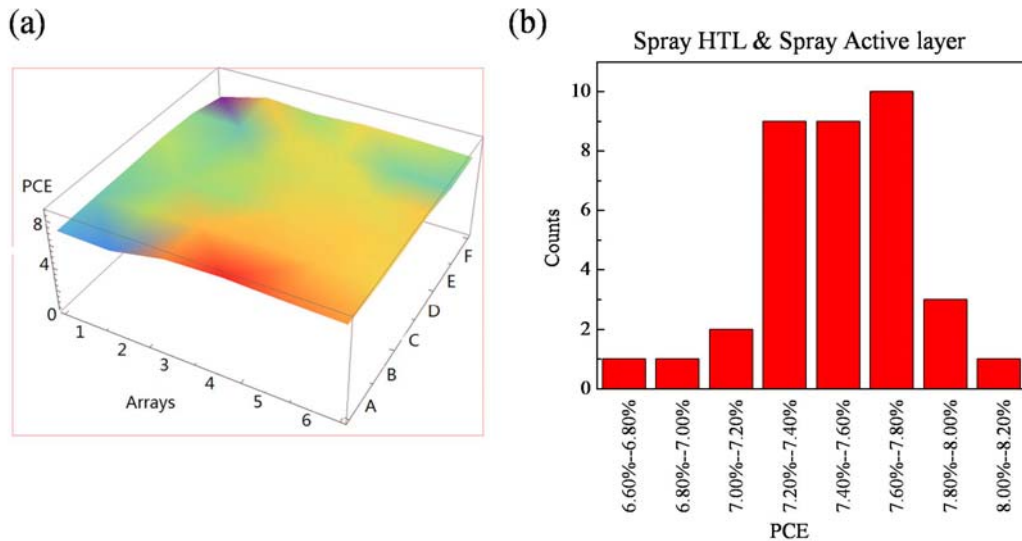 (a)
PCE
8
4
0
1
2
3
4
5
6
Arrays
A
B
C
D
E
F
(b)
Spray HTL & Spray Active layer
Counts
10
8
6
4
2
0
6.60%--6.80%
6.80%--7.00%
7.00%--7.20%
7.20%--7.40%
7.40%--7.60%
7.60%--7.80%
7.80%--8.00%
8.00%--8.20%
PCE